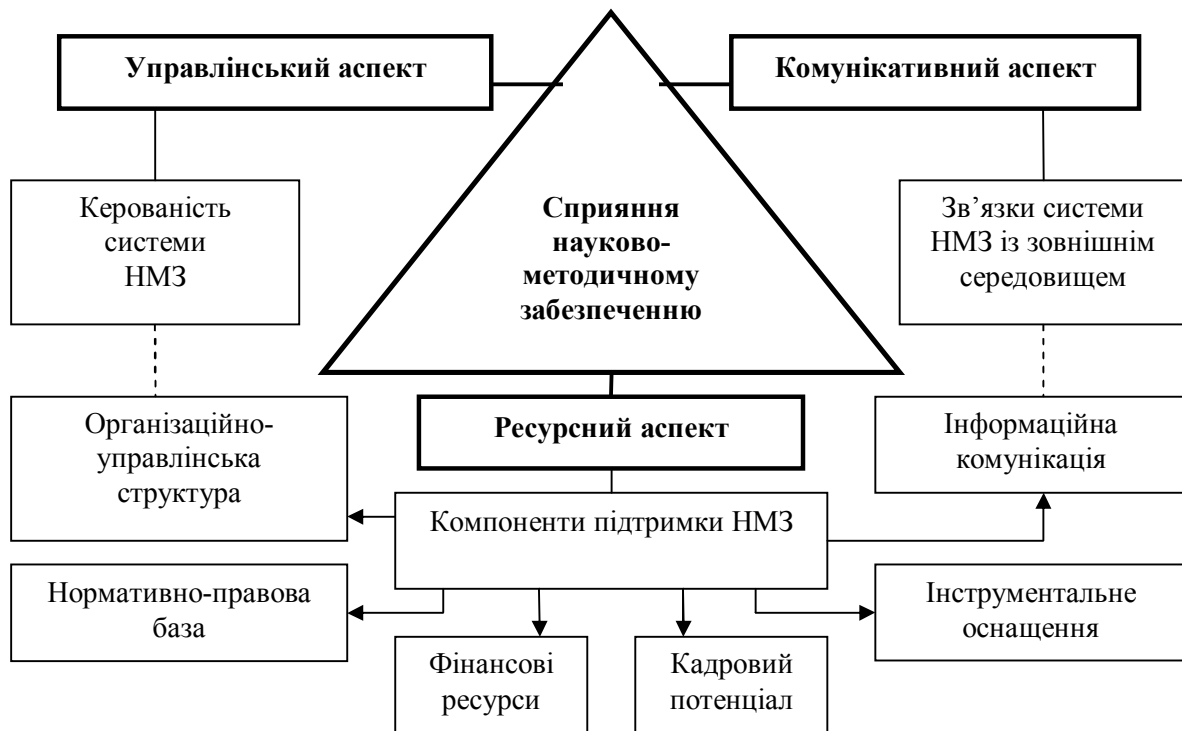 Управлінський аспект
Комунікативний аспект
Керованість
системи
НМЗ
Сприяння
науково-
методичному
забезпеченню
Зв’язки системи
НМЗ із зовнішнім
середовищем
Організаційно-
управлінська
структура
Ресурсний аспект
Інформаційна
комунікація
Компоненти підтримки НМЗ
Нормативно-правова
база
Фінансові
ресурси
Кадровий
потенціал
Інструментальне
оснащення